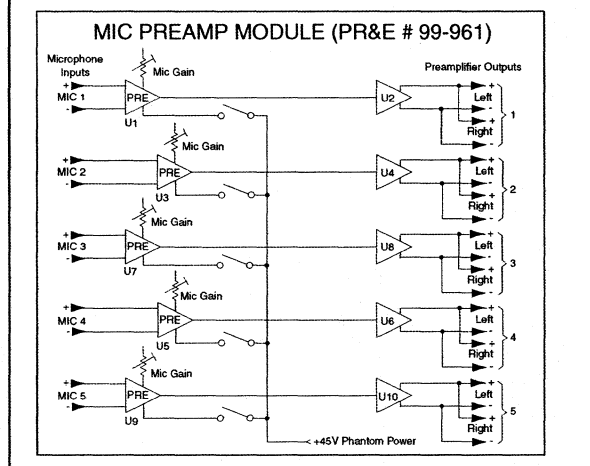 MIC PREAMP MODULE (PR&E # 99-961)
Microphone Inputs
Preamplifier Outputs
Mic Gain
+
MIC 1
-
PRE
U1
U2
+
Left
-
+
Right
-
1
Mic Gain
+
MIC 2
-
PRE
U3
U4
+
Left
-
+
Right
-
2
Mic Gain
+
MIC 3
-
PRE
U7
U8
+
Left
-
+
Right
-
3
Mic Gain
+
MIC 4
-
PRE
U5
U6
+
Left
-
+
Right
-
4
Mic Gain
+
MIC 5
-
PRE
U9
U10
+
Left
-
+
Right
-
5
+45V Phantom Power